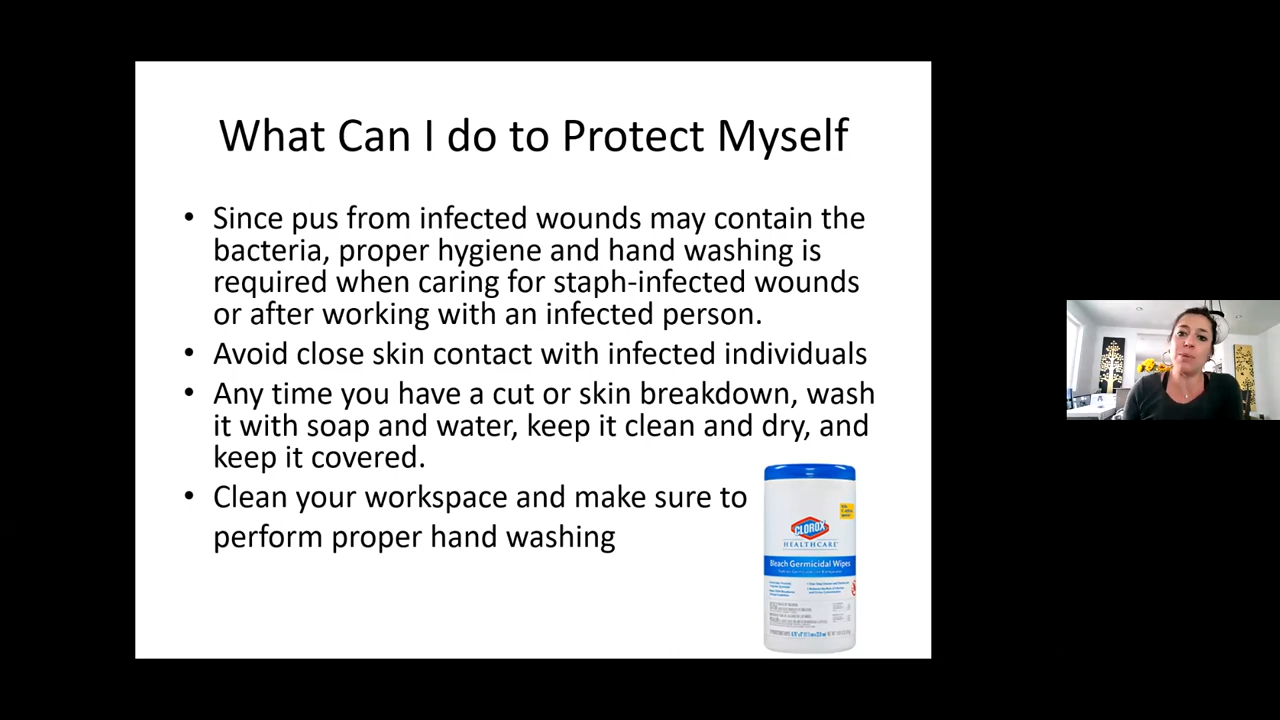 What Can I do to Protect Myself
• Since pus from infected wounds may contain the
bacteria, proper hygiene and hand washing is
required when caring for staph-infected wounds
or after working with an infected person.
• Avoid close skin contact with infected individuals
• Any time you have a cut or skin breakdown, wash
it with soap and water, keep it clean and dry, and
keep it covered.
• Clean your workspace and make sure to
perform proper hand washing
CLOROX
HEALTHCARE
Bleach Germicidal Wipes